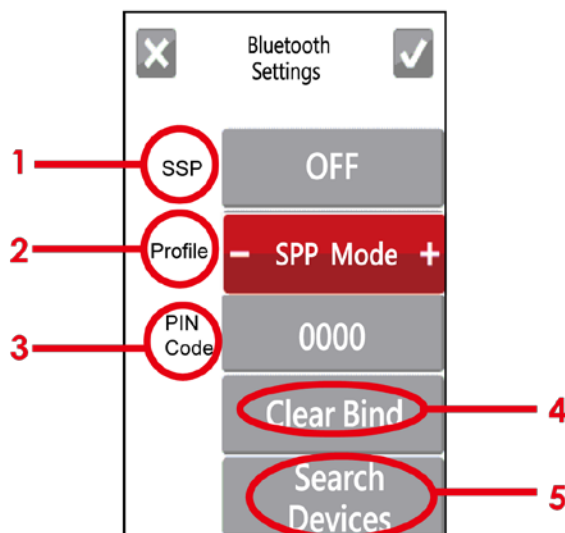 Bluetooth
Settings
1
SSP
OFF
2
Profile
- SPP Mode +
3
PIN
Code
0000
Clear Bind
4
Search
Devices
5